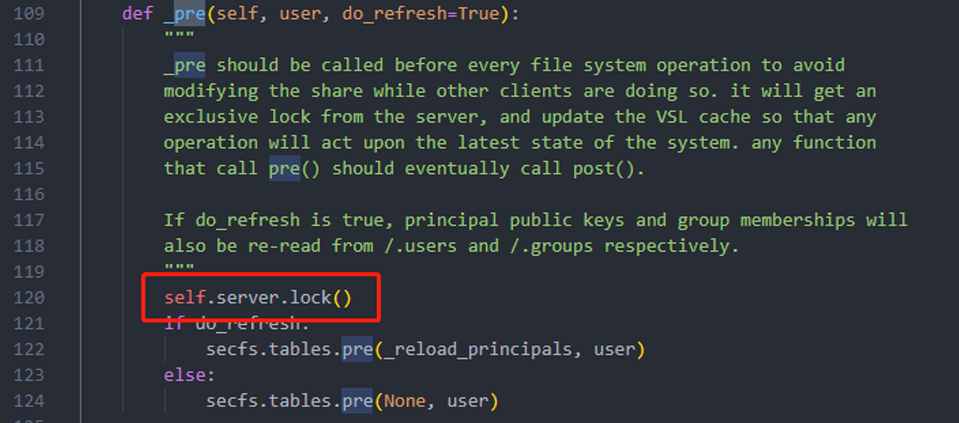 109 def _pre(self, user, do_refresh=True):
110 """
111 _pre should be called before every file system operation to avoid
112 modifying the share while other clients are doing so. it will get an
113 exclusive lock from the server, and update the VSL cache so that any
114 operation will act upon the latest state of the system. any function
115 that call pre() should eventually call post().
116
117 If do_refresh is true, principal public keys and group memberships will
118 also be re-read from /.users and /.groups respectively.
119 """
120 self.server.lock()
121 if do_refresh:
122 secfs.tables.pre(_reload_principals, user)
123 else:
124 secfs.tables.pre(None, user)